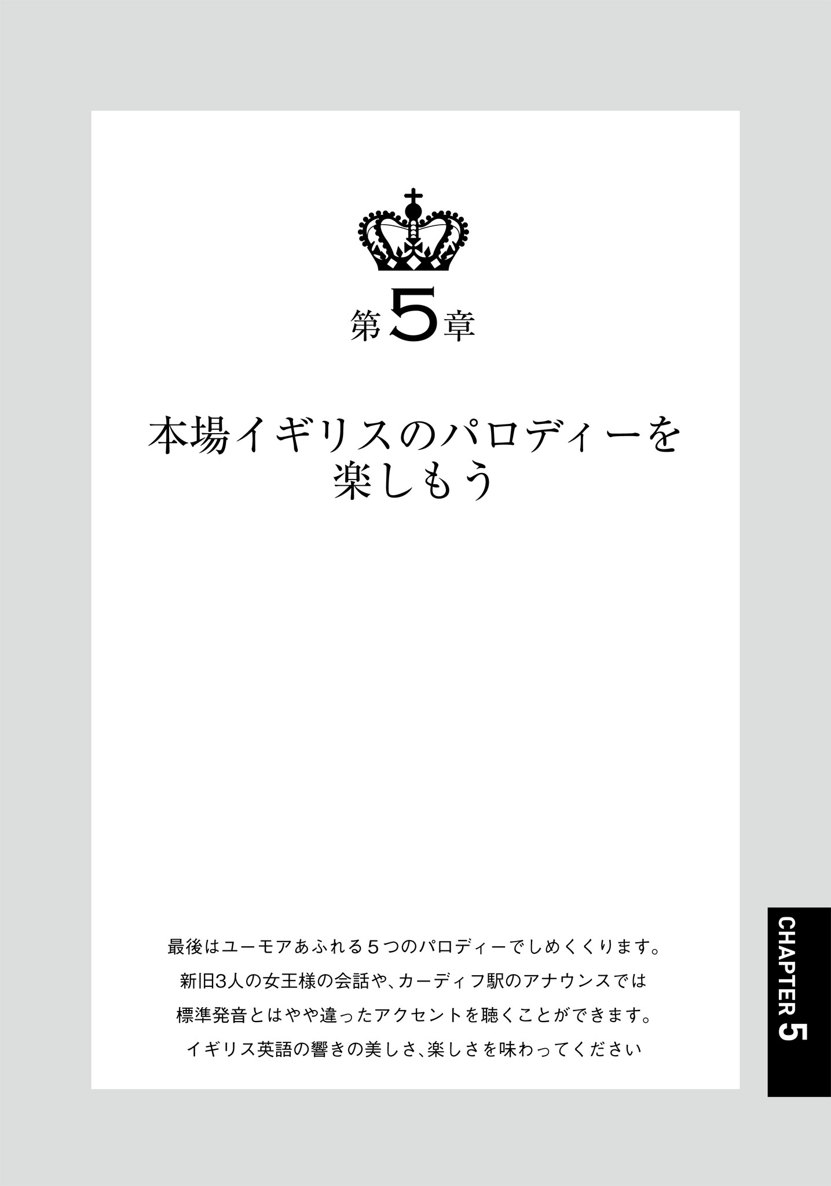 第5章
本場イギリスのパロディーを
楽しもう
最後はユーモアあふれる5つのパロディーでしめくくります。
新旧3人の女王様の会話や、カーディフ駅のアナウンスでは
標準発音とはやや違ったアクセントを聴くことができます。
イギリス英語の響きの美しさ、楽しさを味わってください
CHAPTER 5